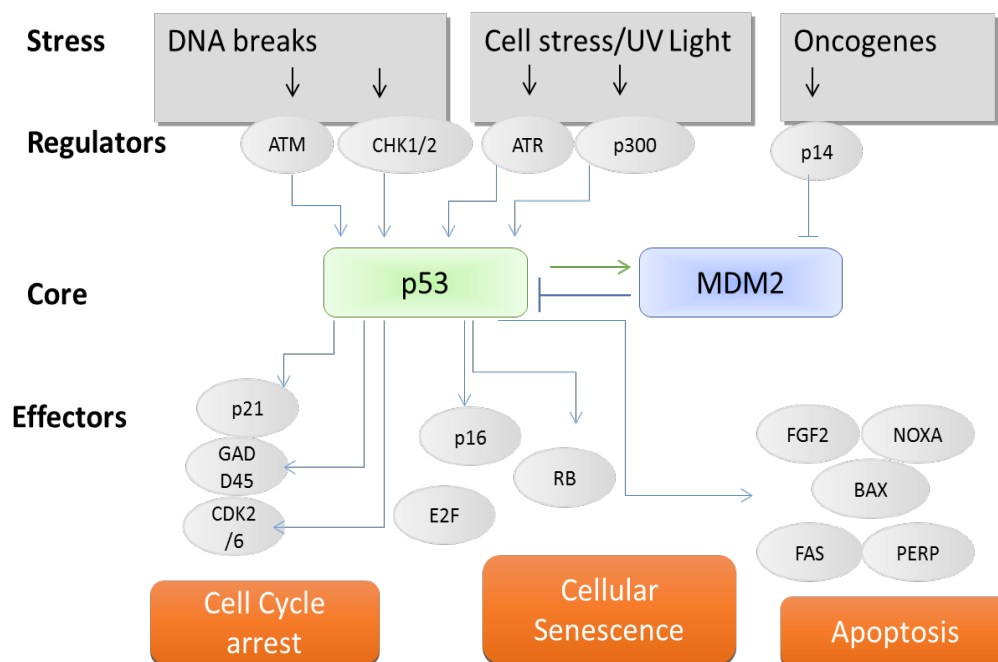 Stress
DNA breaks
Cell stress/UV Light
Oncogenes
Regulators
ATM
CHK1/2
ATR
p300
p14
Core
p53
MDM2
Effectors
p21
GAD
D45
CDK2
/6
p16
RB
E2F
FGF2
NOXA
BAX
FAS
PERP
Cell Cycle
arrest
Cellular
Senescence
Apoptosis